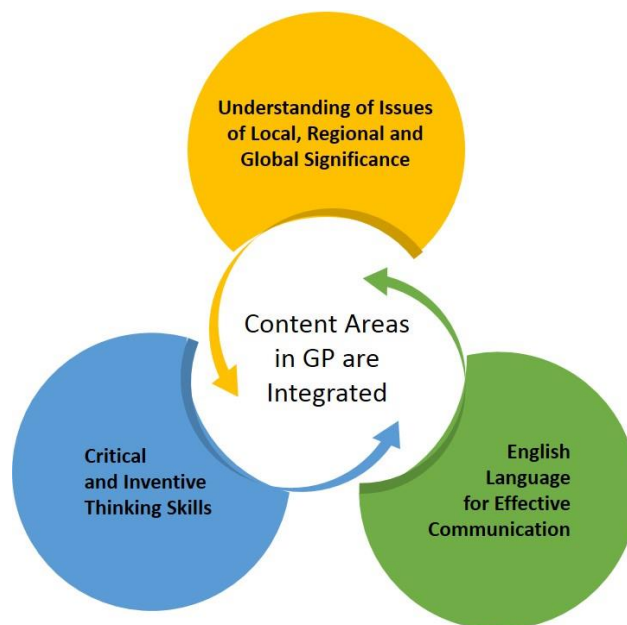 Understanding of Issues
of Local, Regional and
Global Significance
Content Areas
in GP are
Integrated
Critical
and Inventive
Thinking Skills
English
Language
for Effective
Communication